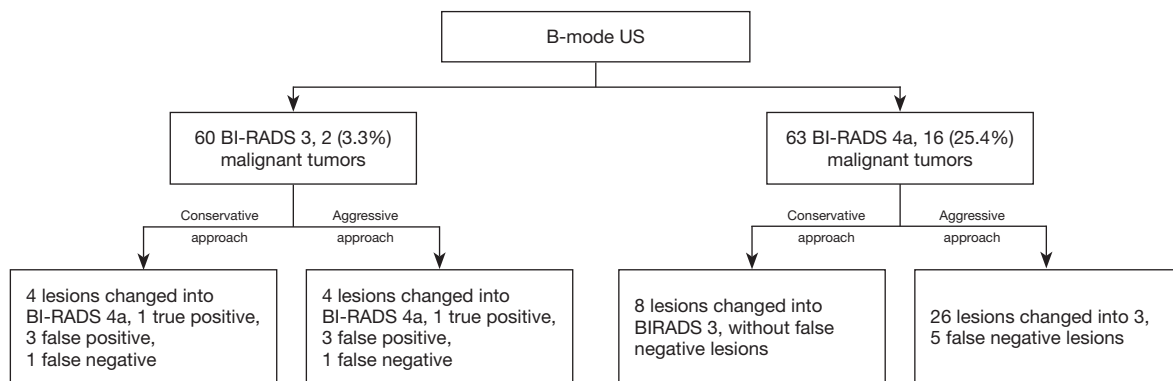 B-mode US
60 BI-RADS 3, 2 (3.3%)
malignant tumors
63 BI-RADS 4a, 16 (25.4%)
malignant tumors
Conservative
approach
Aggressive
approach
Conservative
approach
Aggressive
approach
4 lesions changed into
BI-RADS 4a, 1 true positive,
3 false positive,
1 false negative
4 lesions changed into
BI-RADS 4a, 1 true positive,
3 false positive,
1 false negative
8 lesions changed into
BIRADS 3, without false
negative lesions
26 lesions changed into 3,
5 false negative lesions